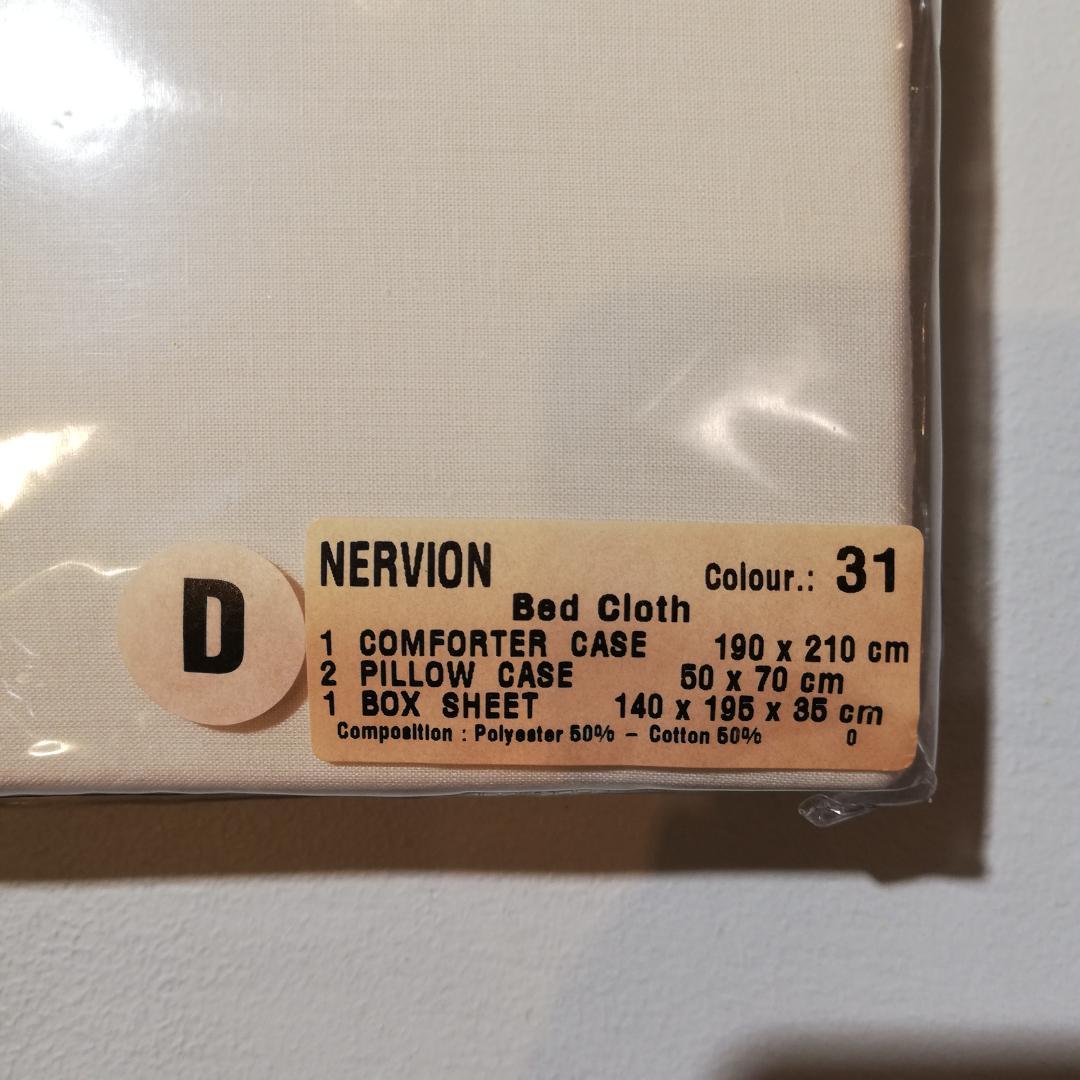 D
NERVION Colour.: 31
Bed Cloth
1 COMFORTER CASE 190 x 210 cm
2 PILLOW CASE 50 x 70 cm
1 BOX SHEET 140 x 195 x 35 cm
Composition : Polyester 50% - Cotton 50% 0